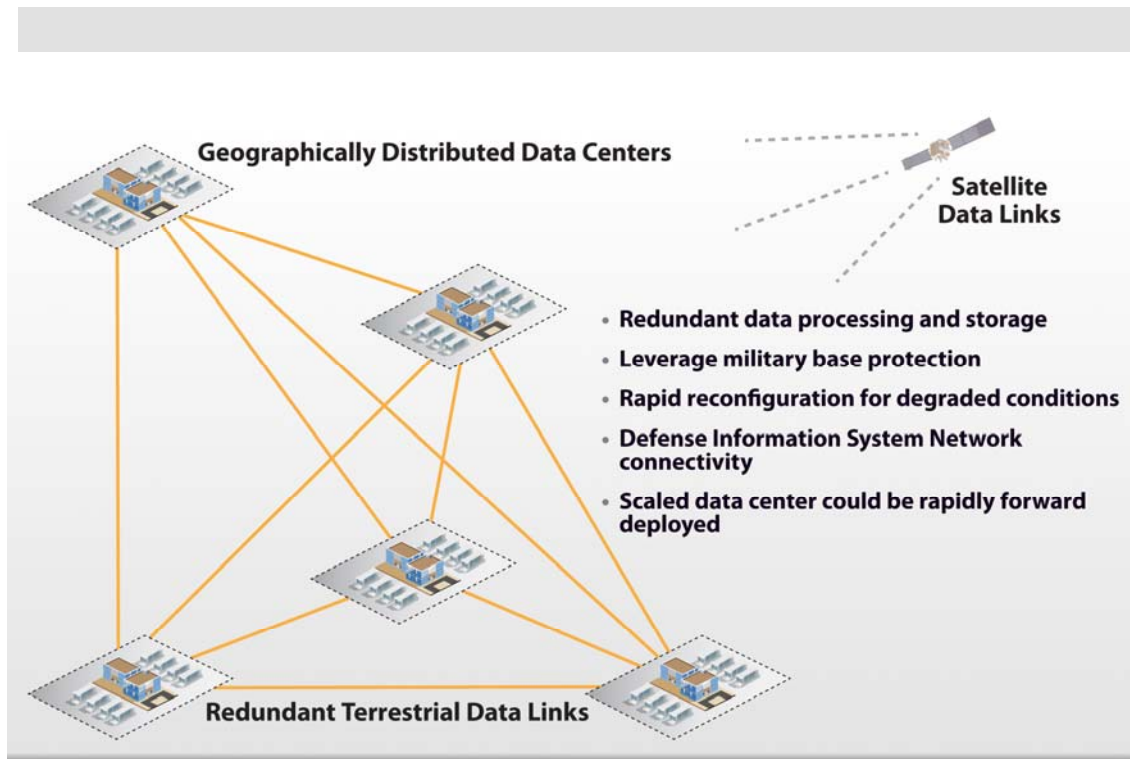 Geographically Distributed Data Centers
Satellite
Data Links
• Redundant data processing and storage
• Leverage military base protection
• Rapid reconfiguration for degraded conditions
• Defense Information System Network
connectivity
• Scaled data center could be rapidly forward
deployed
Redundant Terrestrial Data Links